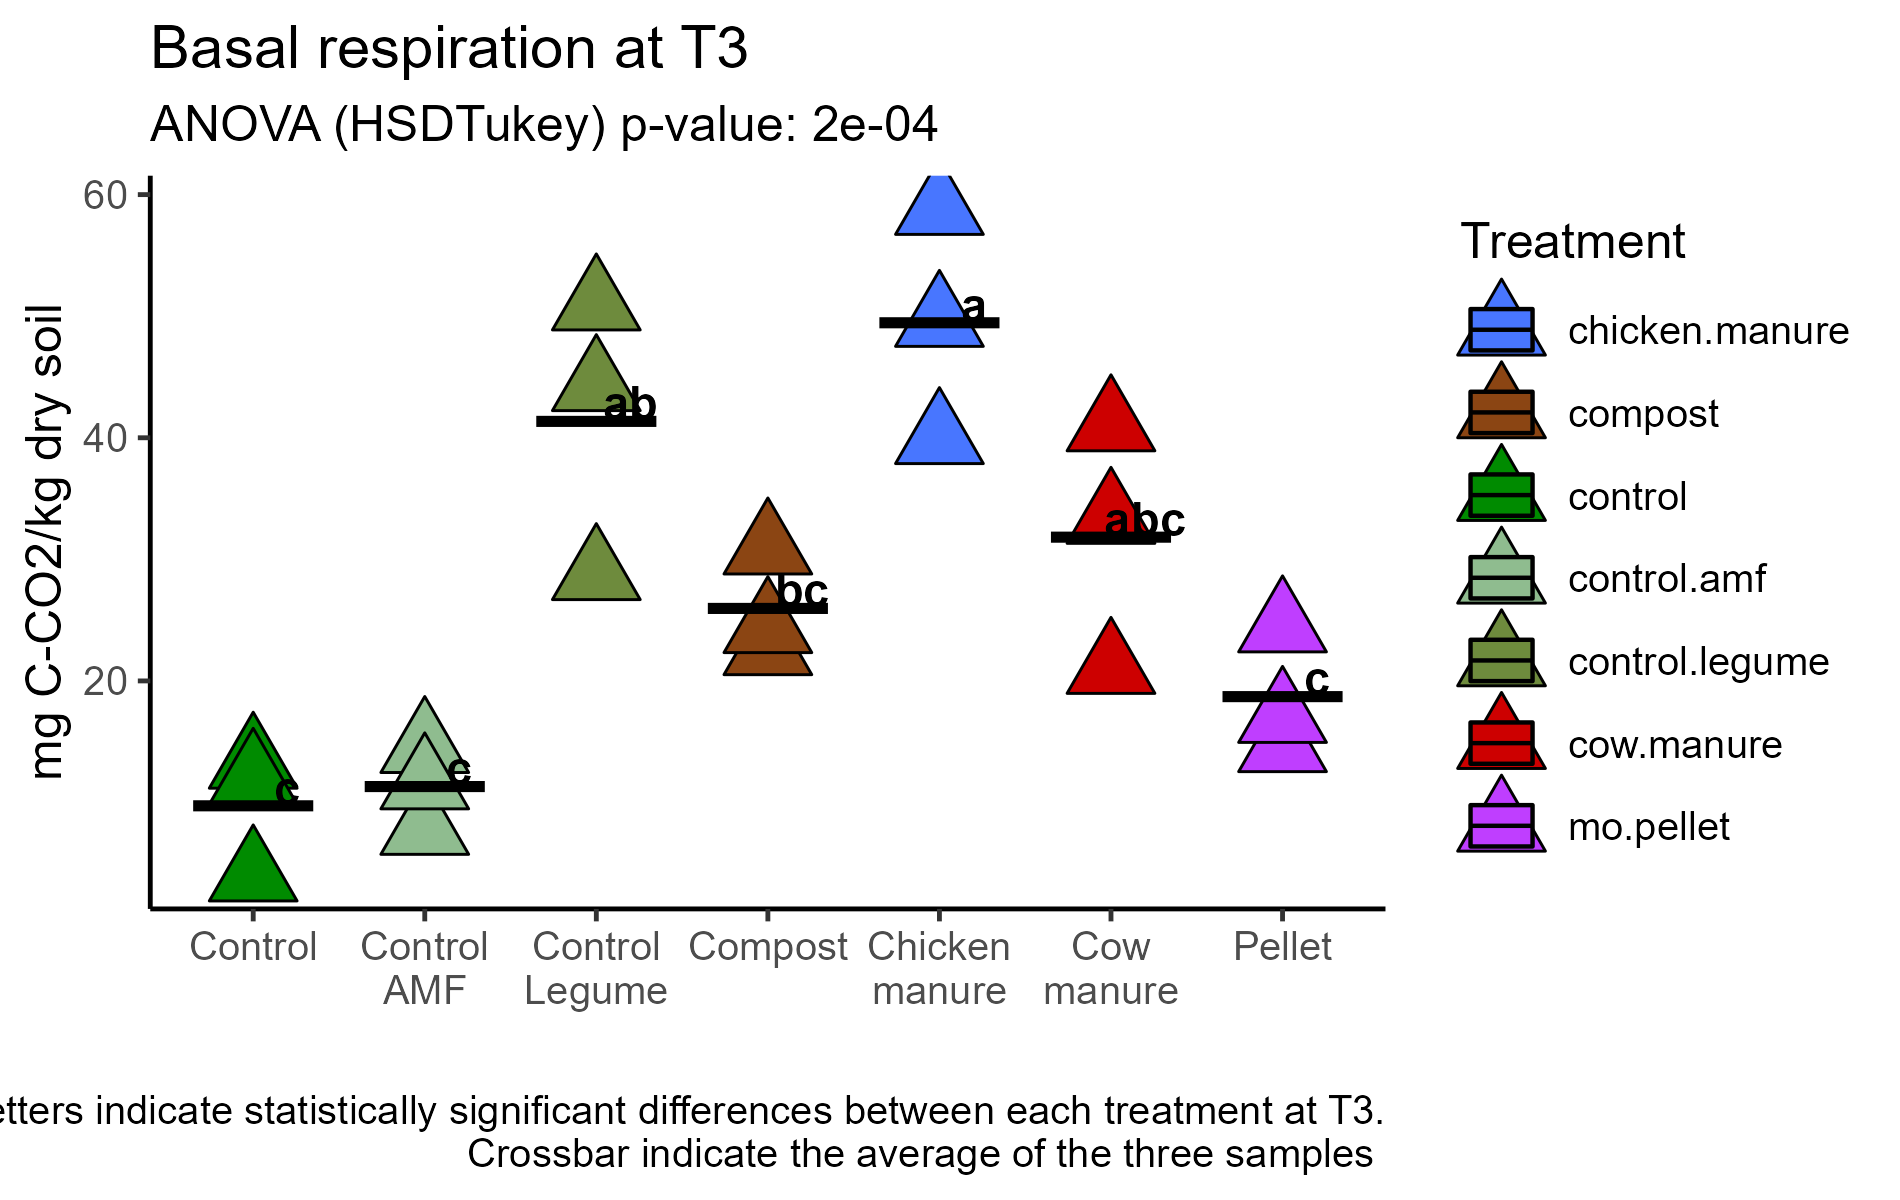 Basal respiration at T3
ANOVA (HSDTukey) p-value: 2e-04
mg C-CO2/kg dry soil
60
40
20
c
c
ab
bc
a
abc
c
Control
Control
AMF
Control
Legume
Compost
Chicken
manure
Cow
manure
Pellet
Treatment
chicken.manure
compost
control
control.amf
control.legume
cow.manure
mo.pellet
indicate statistically significant differences between each treatment at T3.
Crossbar indicate the average of the three samples